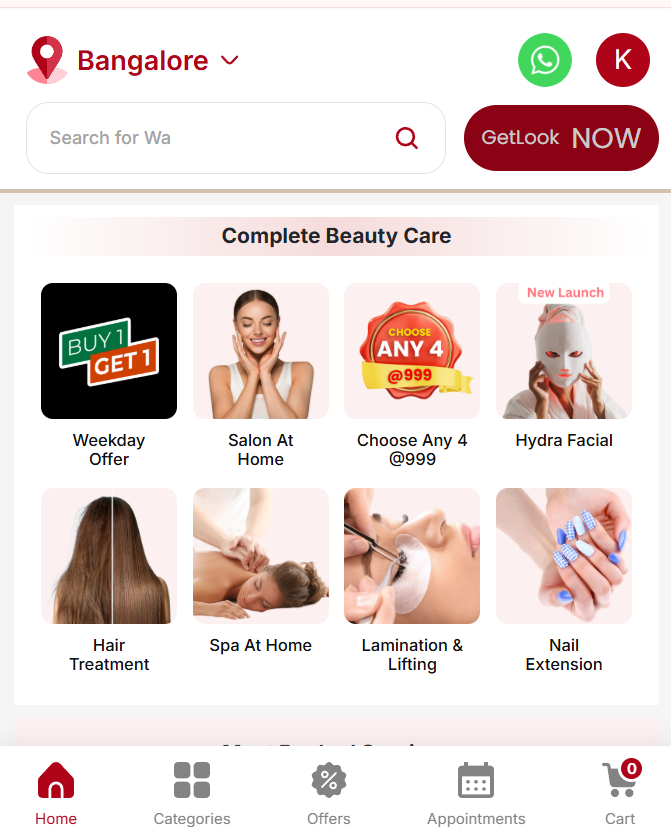 Bangalore
K
Search for Wa
GetLook NOW
Complete Beauty Care
BUY 1
GET 1
Weekday
Offer
Salon At
Home
CHOOSE
ANY 4
@999
Choose Any 4
@999
New Launch
Hydra Facial
Hair
Treatment
Spa At Home
Lamination &
Lifting
Nail
Extension
Home
Categories
Offers
Appointments
0
Cart